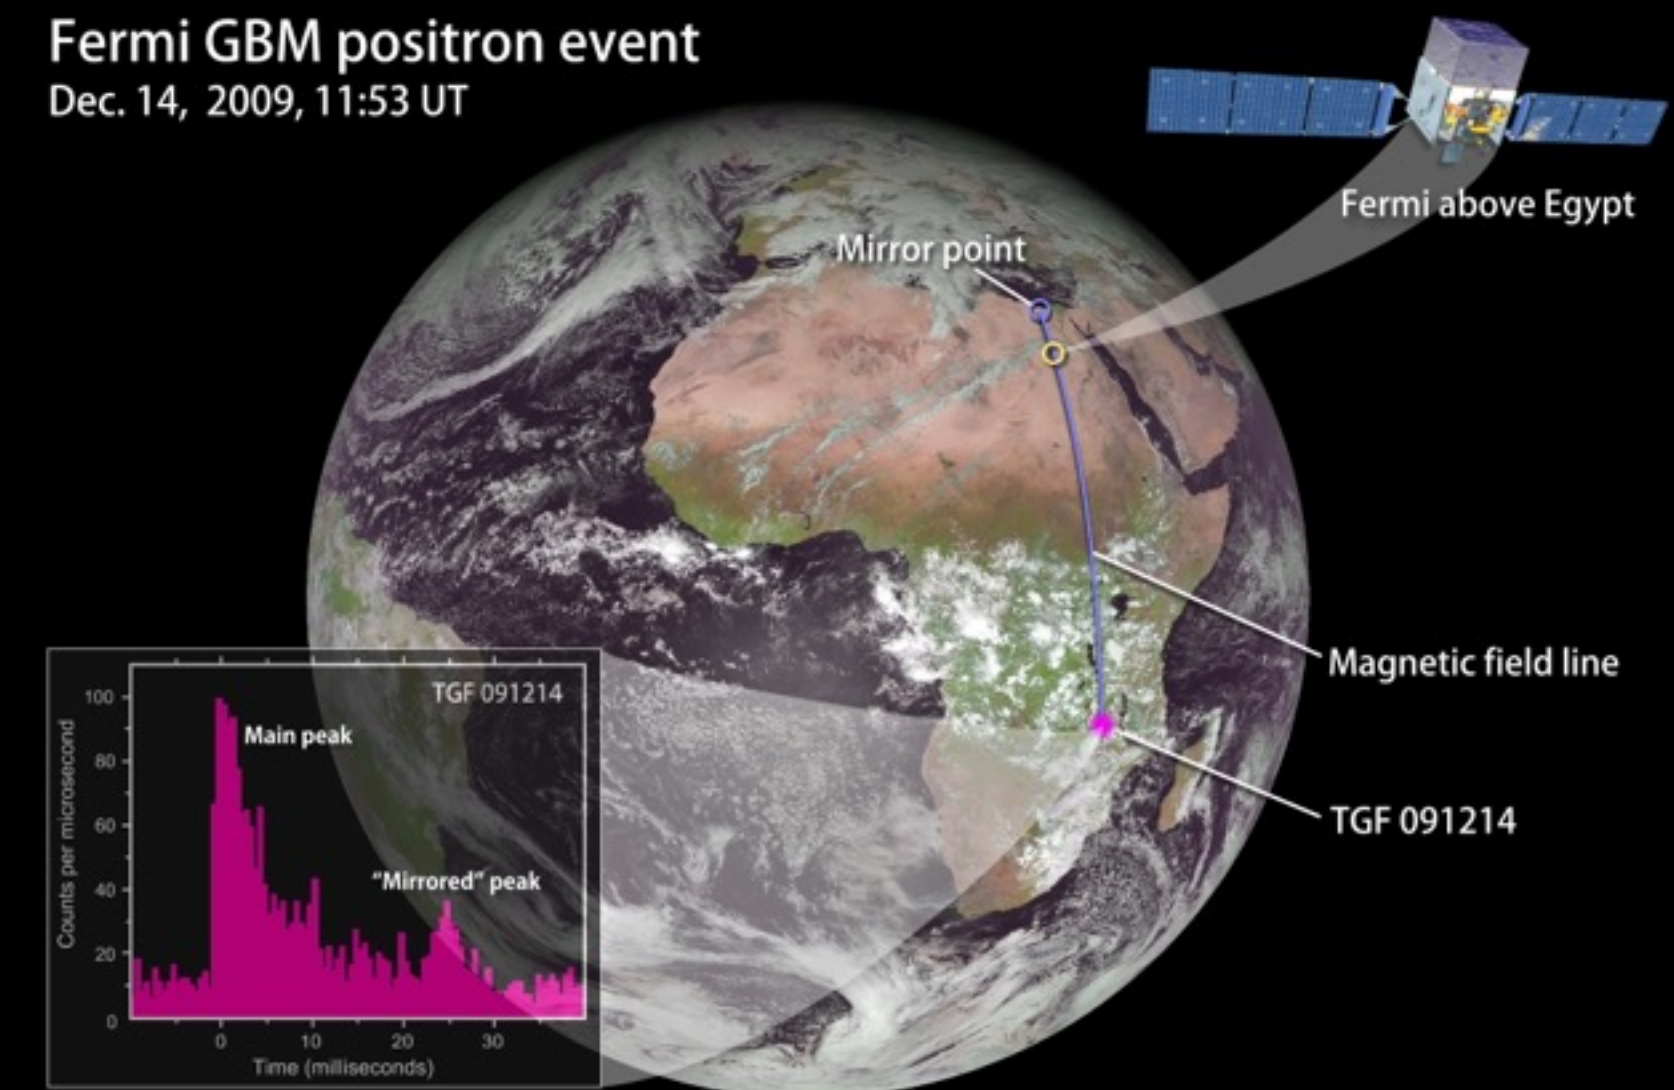 Fermi GBM positron event
Dec. 14, 2009, 11:53 UT
Fermi above Egypt
Mirror point
Magnetic field line
TGF 091214
TGF 091214
Main peak
"Mirrored" peak
Counts per microsecond
100
80
60
40
20
0
0 10 20 30
Time (milliseconds)